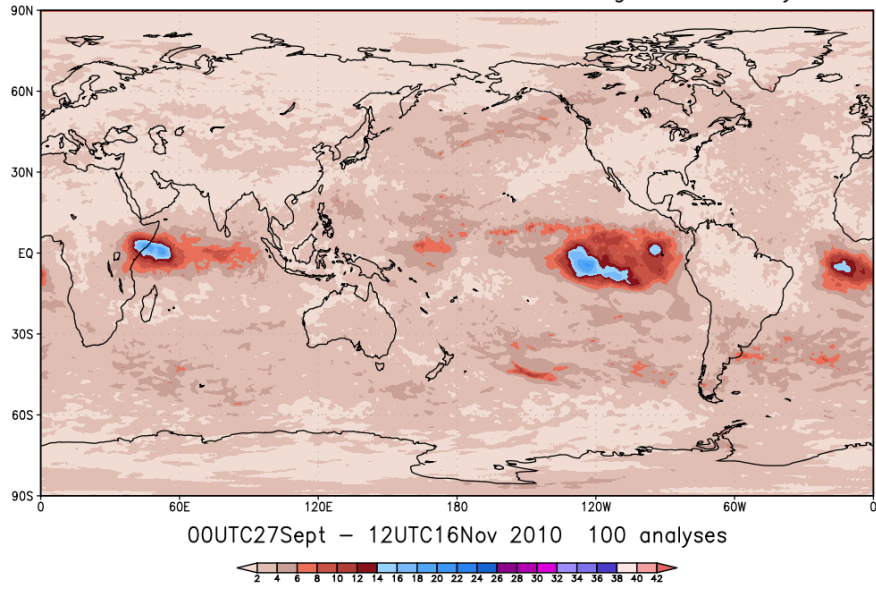 90N
60N
30N
EQ
30S
60S
90S
0 60E 120E 180 120W 60W 0
00UTC27Sept – 12UTC16Nov 2010 100 analyses
2 4 6 8 10 12 14 16 18 20 22 24 26 28 30 32 34 36 38 40 42